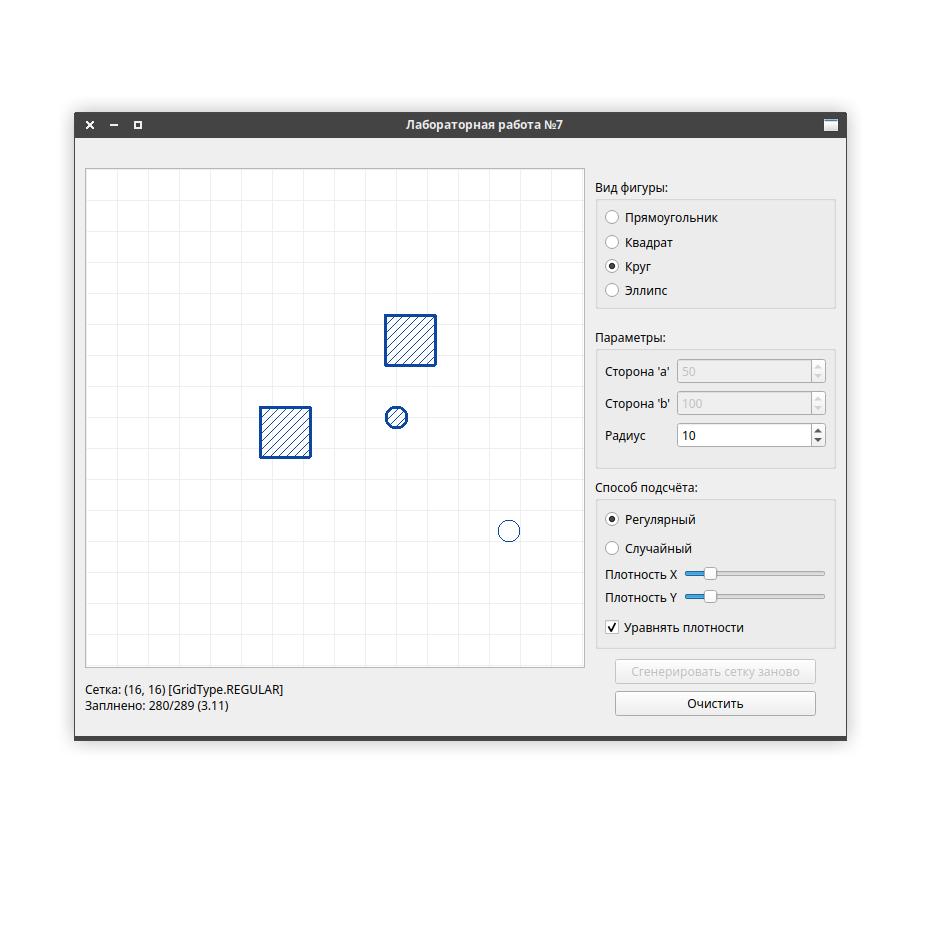 Лабораторная работа №7
Вид фигуры:
Прямоугольник
Квадрат
Круг
Эллипс
Параметры:
Сторона 'a' 50
Сторона 'b' 100
Радиус 10
Способ подсчёта:
Регулярный
Случайный
Плотность X
Плотность Y
Уравнять плотности
Сгенерировать сетку заново
Очистить
Сетка: (16, 16) [GridType.REGULAR]
Заплнено: 280/289 (3.11)